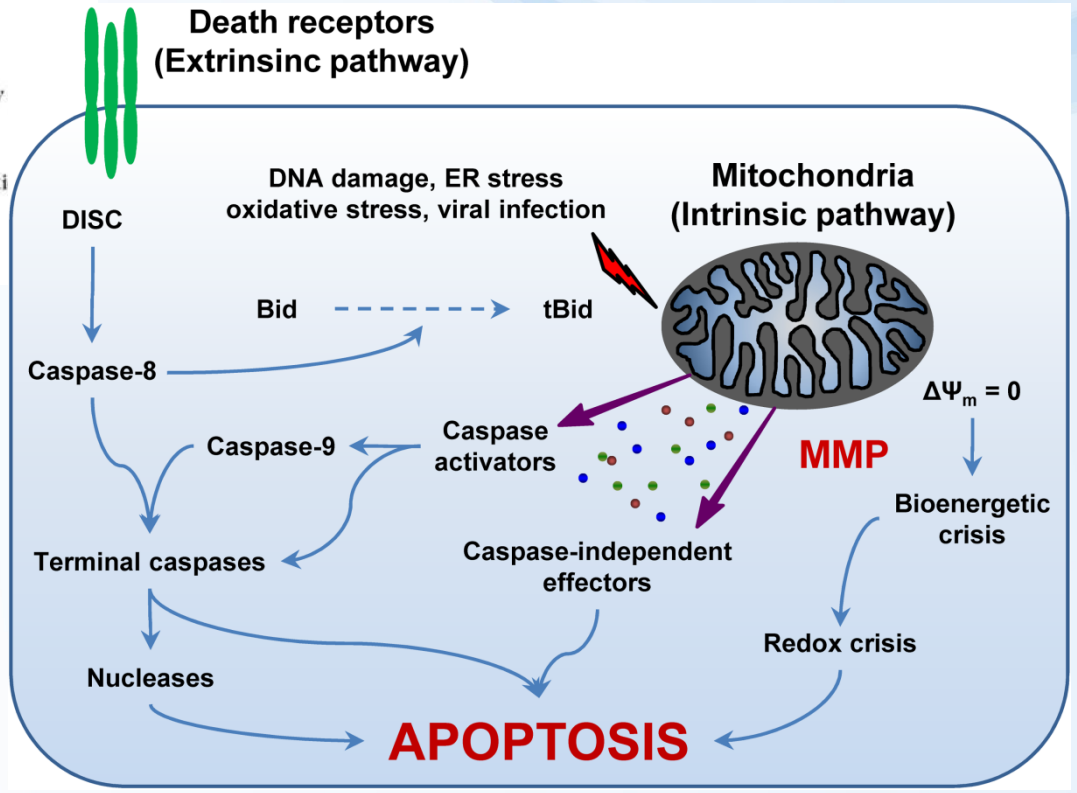 Death receptors
(Extrinsinc pathway)
DNA damage, ER stress
oxidative stress, viral infection
Mitochondria
(Intrinsic pathway)
DISC
Bid
tBid
Caspase-8
ΔΨm = 0
Caspase-9
Caspase
activators
MMP
Bioenergetic
crisis
Terminal caspases
Caspase-independent
effectors
Redox crisis
Nucleases
APOPTOSIS